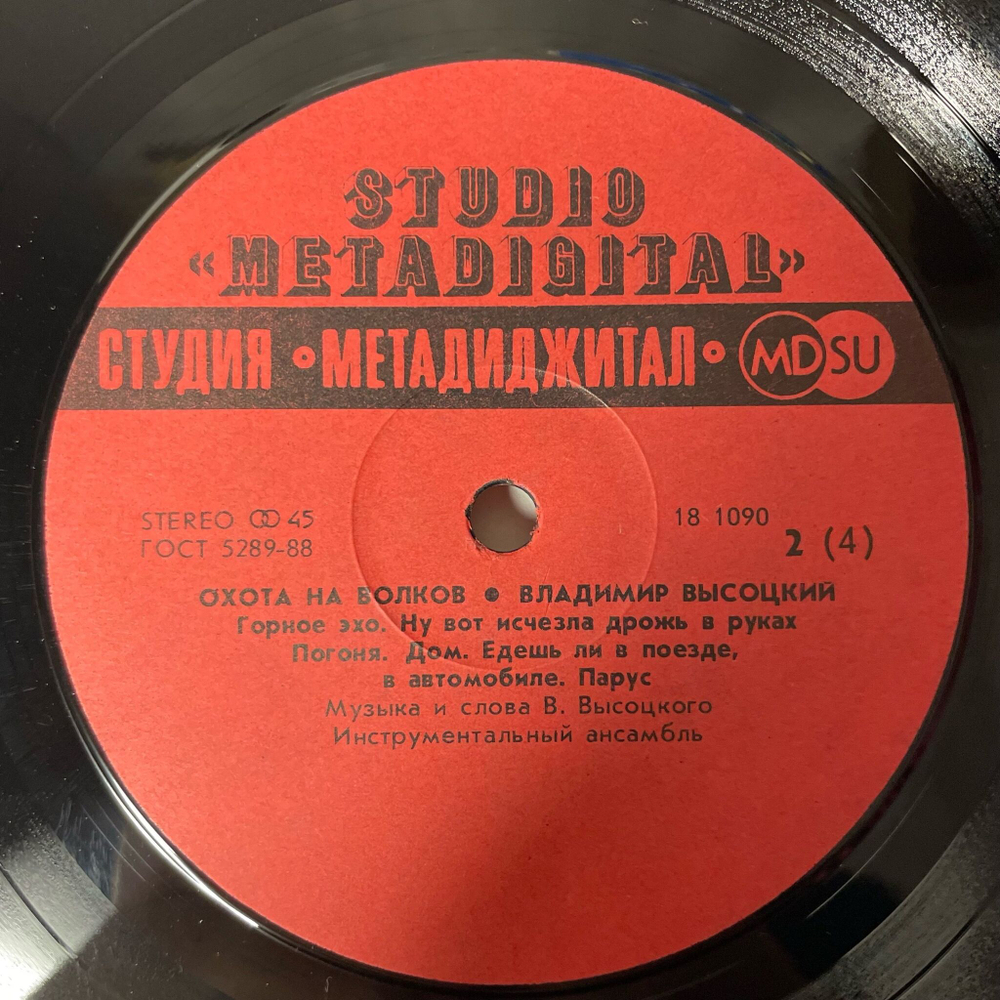 STUDIO
«METADIGITAL»
СТУДИЯ •МЕТАДИДЖИТАЛ• MDSU
STEREO Ꝏ 45
ГОСТ 5289-88
18 1090
2 (4)
ОХОТА НА ВОЛКОВ • ВЛАДИМИР ВЫСОЦКИЙ
Горное эхо. Ну вот исчезла дрожь в руках
Погоня. Дом. Едешь ли в поезде,
в автомобиле. Парус
Музыка и слова В. Высоцкого
Инструментальный ансамбль